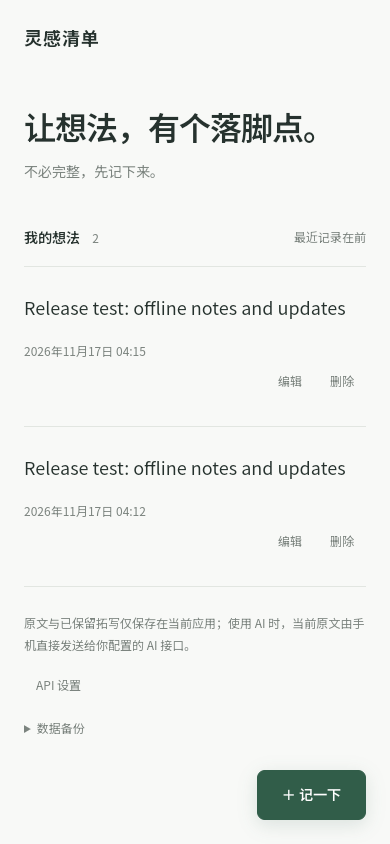 灵感清单
让想法，有个落脚点。
不必完整，先记下来。
我的想法 2 最近记录在前
Release test: offline notes and updates
2026年11月17日 04:15
编辑 删除
Release test: offline notes and updates
2026年11月17日 04:12
编辑 删除
原文与已保留拓写仅保存在当前应用；使用 AI 时，当前原文由手
机直接发送给你配置的 AI 接口。
API 设置
▶ 数据备份
＋ 记一下